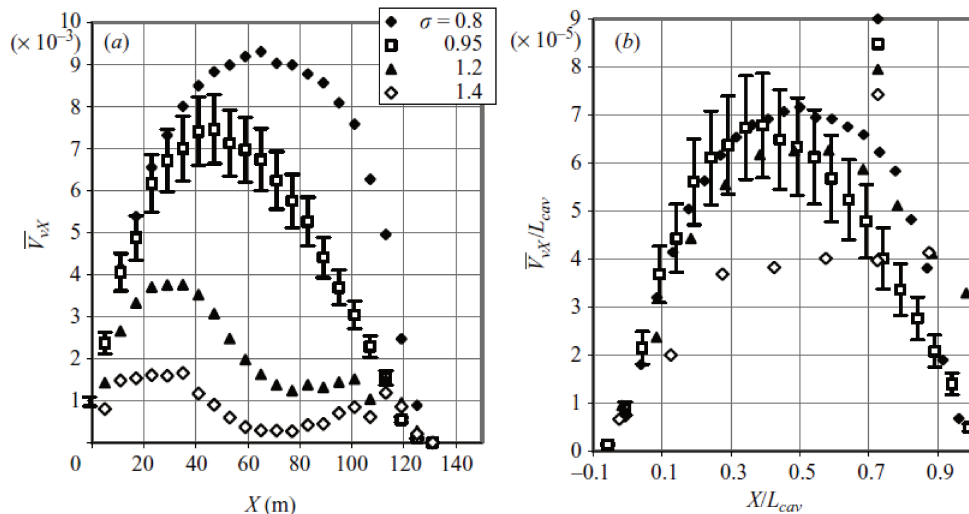 10
(× 10⁻³)
(a)
σ = 0.8
0.95
1.2
1.4
9
8
7
6
5
4
3
2
1
V̅vX
0 20 40 60 80 100 120 140
X (m)
9
(× 10⁻⁵)
(b)
8
7
6
5
4
3
2
1
0
V̅vX/Lcav
–0.1 0.1 0.3 0.5 0.7 0.9
X/Lcav